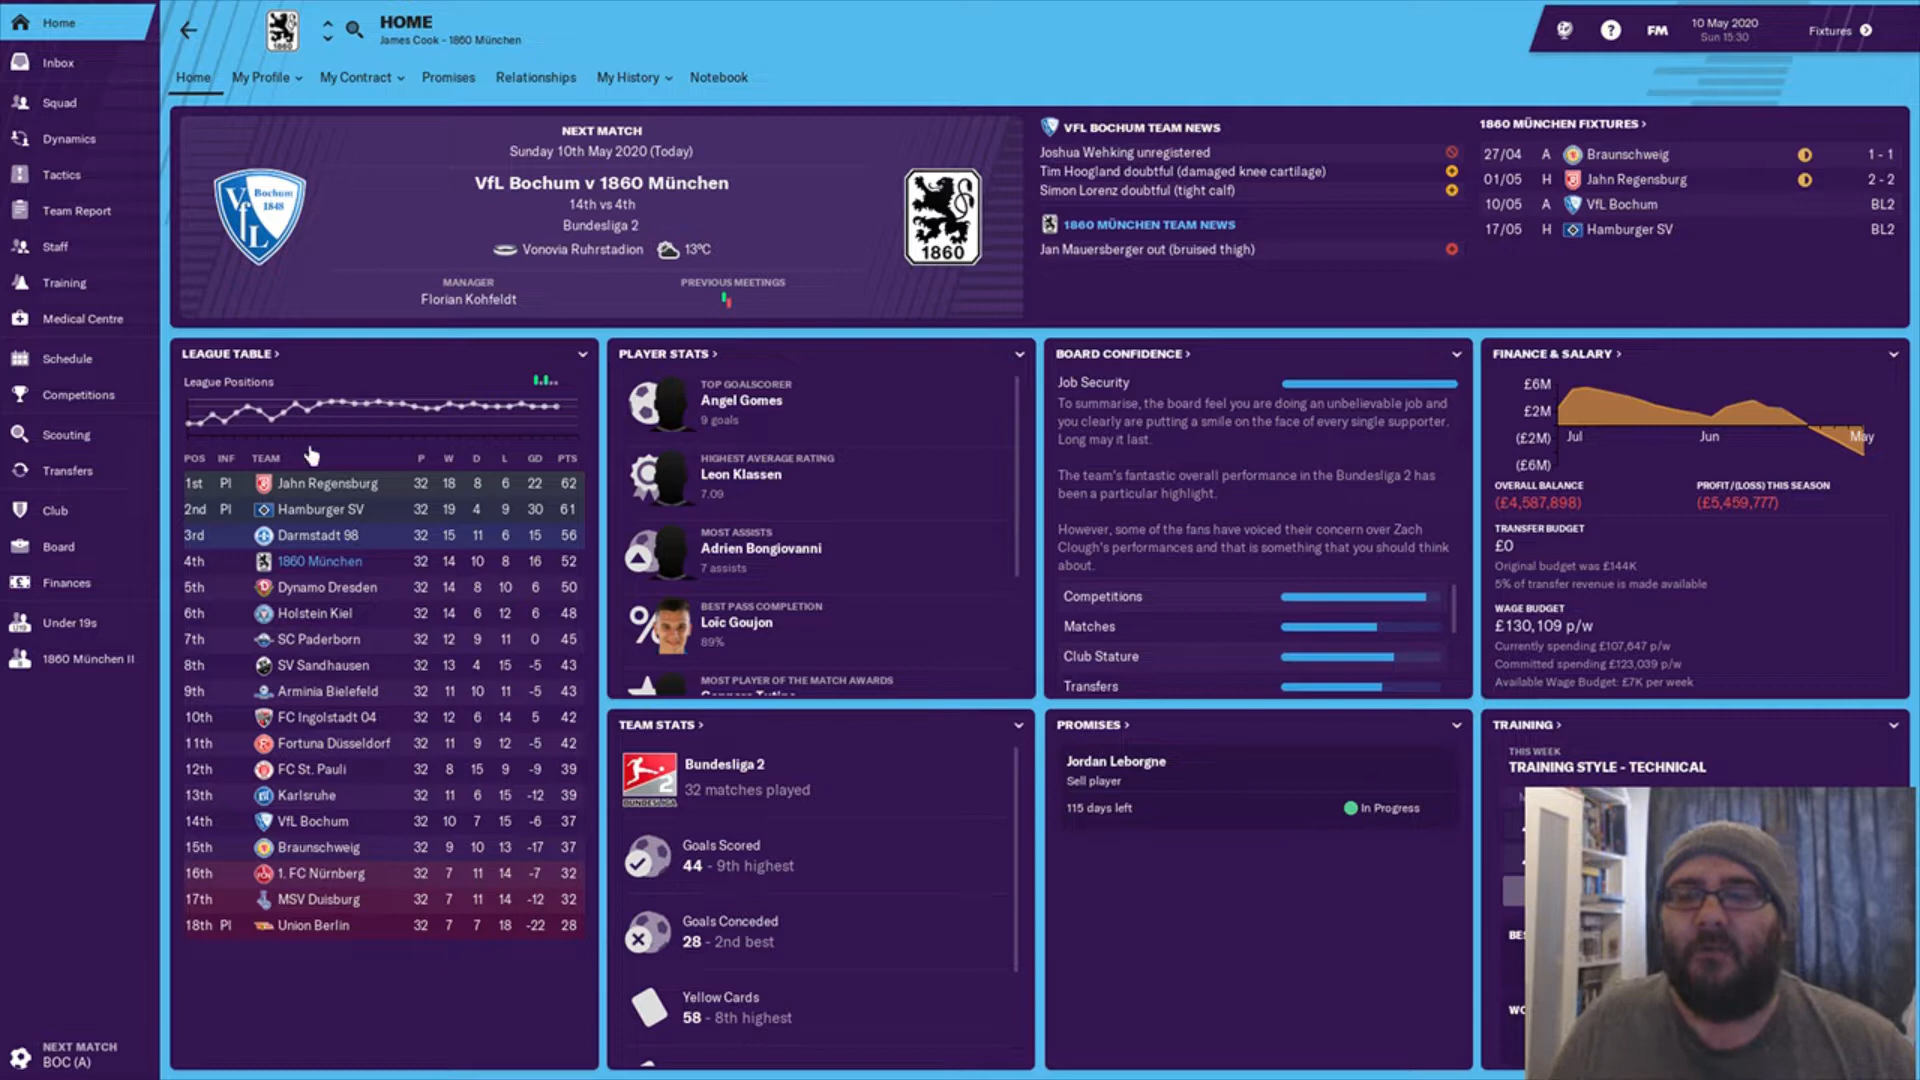 Home
Inbox
Squad
Dynamics
Tactics
Team Report
Staff
Training
Medical Centre
Schedule
Competitions
Scouting
Transfers
Club
Board
Finances
Under 19s
1860 München II
NEXT MATCH
BOC (A)
HOME
James Cook - 1860 München
FM
10 May 2020
Sun 15:30
Fixtures
Home My Profile My Contract Promises Relationships My History Notebook
NEXT MATCH
Sunday 10th May 2020 (Today)
VfL Bochum v 1860 München
14th vs 4th
Bundesliga 2
Vonovia Ruhrstadion 13ºC
MANAGER
Florian Kohfeldt
PREVIOUS MEETINGS
VfL Bochum 1848
1860
VFL BOCHUM TEAM NEWS
Joshua Wehking unregistered
Tim Hoogland doubtful (damaged knee cartilage)
Simon Lorenz doubtful (tight calf)
1860 MÜNCHEN TEAM NEWS
Jan Mauersberger out (bruised thigh)
1860 MÜNCHEN FIXTURES >
27/04 A Braunschweig 1 - 1
01/05 H Jahn Regensburg 2 - 2
10/05 A VfL Bochum BL2
17/05 H Hamburger SV BL2
LEAGUE TABLE >
League Positions
POS INF TEAM P W D L GD PTS
1st PI Jahn Regensburg 32 18 8 6 22 62
2nd PI Hamburger SV 32 19 4 9 30 61
3rd Darmstadt 98 32 15 11 6 15 56
4th 1860 München 32 14 10 8 16 52
5th Dynamo Dresden 32 14 8 10 6 50
6th Holstein Kiel 32 14 6 12 6 48
7th SC Paderborn 32 12 9 11 0 45
8th SV Sandhausen 32 13 4 15 -5 43
9th Arminia Bielefeld 32 11 10 11 -5 43
10th FC Ingolstadt 04 32 12 6 14 5 42
11th Fortuna Düsseldorf 32 11 9 12 -5 42
12th FC St. Pauli 32 8 15 9 -9 39
13th Karlsruhe 32 11 6 15 -12 39
14th VfL Bochum 32 10 7 15 -6 37
15th Braunschweig 32 9 10 13 -17 37
16th 1. FC Nürnberg 32 7 11 14 -7 32
17th MSV Duisburg 32 7 11 14 -12 32
18th PI Union Berlin 32 7 7 18 -22 28
PLAYER STATS >
TOP GOALSCORER
Angel Gomes
9 goals
HIGHEST AVERAGE RATING
Leon Klassen
7.09
MOST ASSISTS
Adrien Bongiovanni
7 assists
BEST PASS COMPLETION
Loïc Goujon
89%
MOST PLAYER OF THE MATCH AWARDS
TEAM STATS >
Bundesliga 2
32 matches played
Goals Scored
44 - 9th highest
Goals Conceded
28 - 2nd best
Yellow Cards
58 - 8th highest
BOARD CONFIDENCE >
Job Security
To summarise, the board feel you are doing an unbelievable job and
you clearly are putting a smile on the face of every single supporter.
Long may it last.
The team's fantastic overall performance in the Bundesliga 2 has
been a particular highlight.
However, some of the fans have voiced their concern over Zach
Clough's performances and that is something that you should think
about.
Competitions
Matches
Club Stature
Transfers
PROMISES >
Jordan Leborgne
Sell player
115 days left
In Progress
FINANCE & SALARY >
£6M
£2M
(£2M)
(£6M)
Jul Jun May
OVERALL BALANCE
(£4,587,898)
PROFIT/(LOSS) THIS SEASON
(£5,459,777)
TRANSFER BUDGET
£0
Original budget was £144K
5% of transfer revenue is made available
WAGE BUDGET
£130,109 p/w
Currently spending £107,647 p/w
Committed spending £123,039 p/w
Available Wage Budget: £7K per week
TRAINING >
THIS WEEK
TRAINING STYLE - TECHNICAL